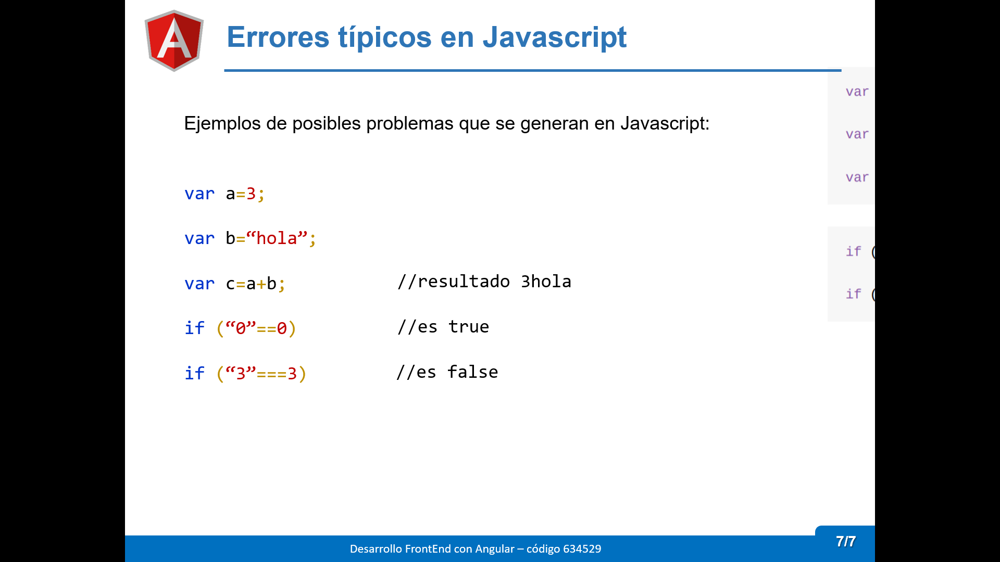 Errores típicos en Javascript
Ejemplos de posibles problemas que se generan en Javascript:
var a=3;
var b=“hola”;
var c=a+b; //resultado 3hola
if (“0”==0) //es true
if (“3”===3) //es false
var
var
var
if (
if (
Desarrollo FrontEnd con Angular – código 634529
7/7